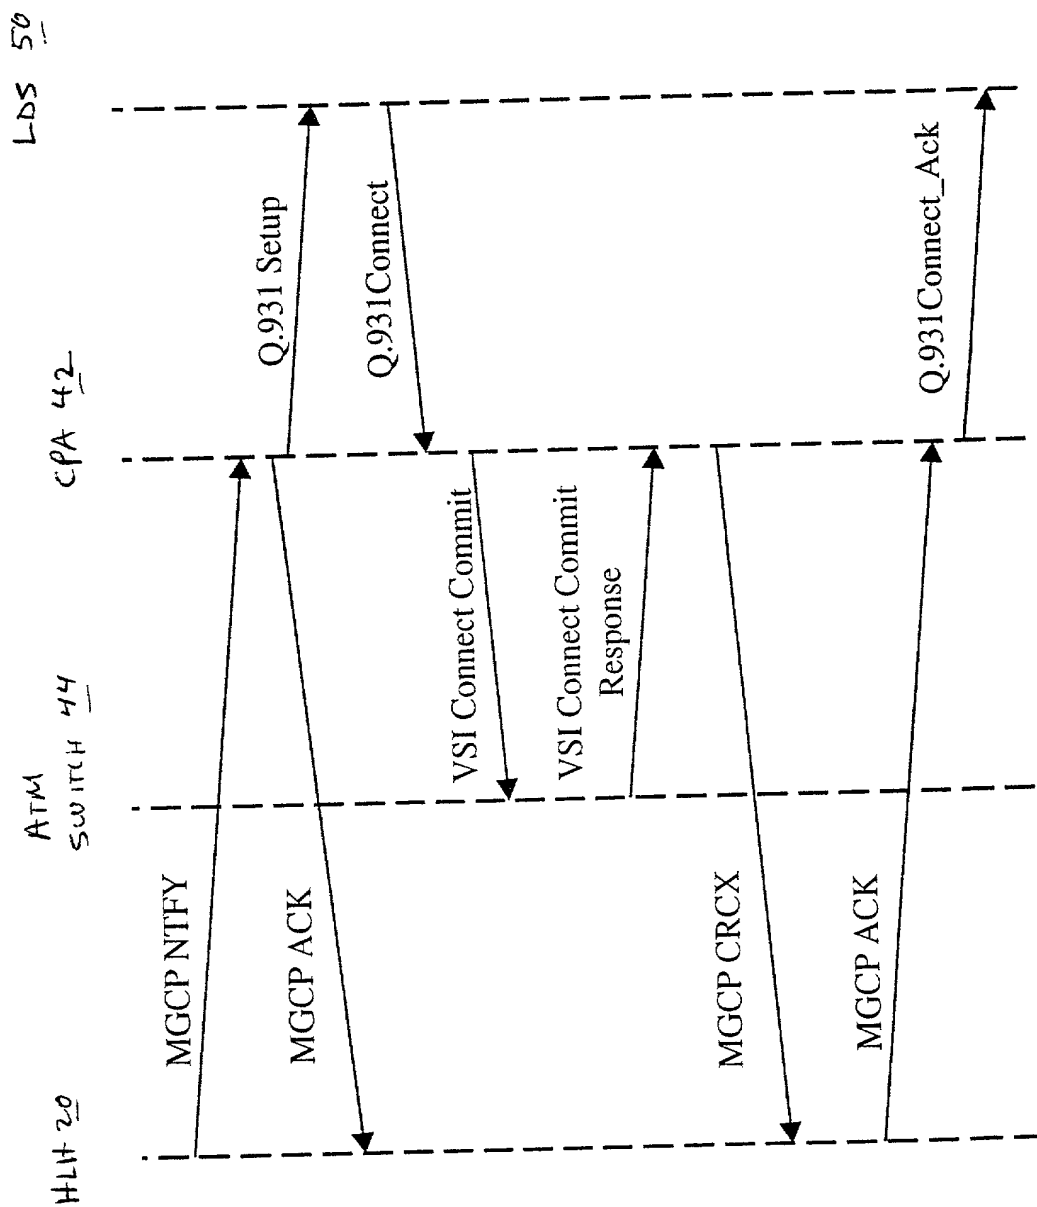 HLH 20
ATM
SWITCH 44
CPA 42
LDS 50
MGCP NTFY
MGCP ACK
Q.931 Setup
Q.931Connect
VSI Connect Commit
VSI Connect Commit
Response
MGCP CRCX
MGCP ACK
Q.931Connect_Ack